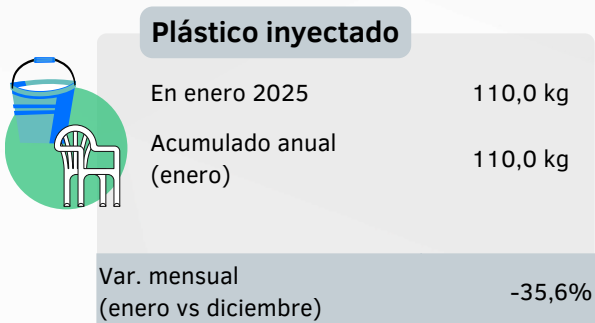 Plástico inyectado
En enero 2025 110,0 kg
Acumulado anual
(enero) 110,0 kg
Var. mensual
(enero vs diciembre) -35,6%